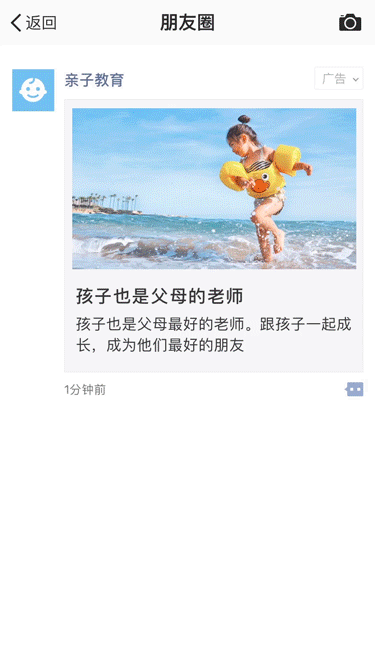 返回
朋友圈
亲子教育
广告
孩子也是父母的老师
孩子也是父母最好的老师。跟孩子一起成
长，成为他们最好的朋友
1分钟前